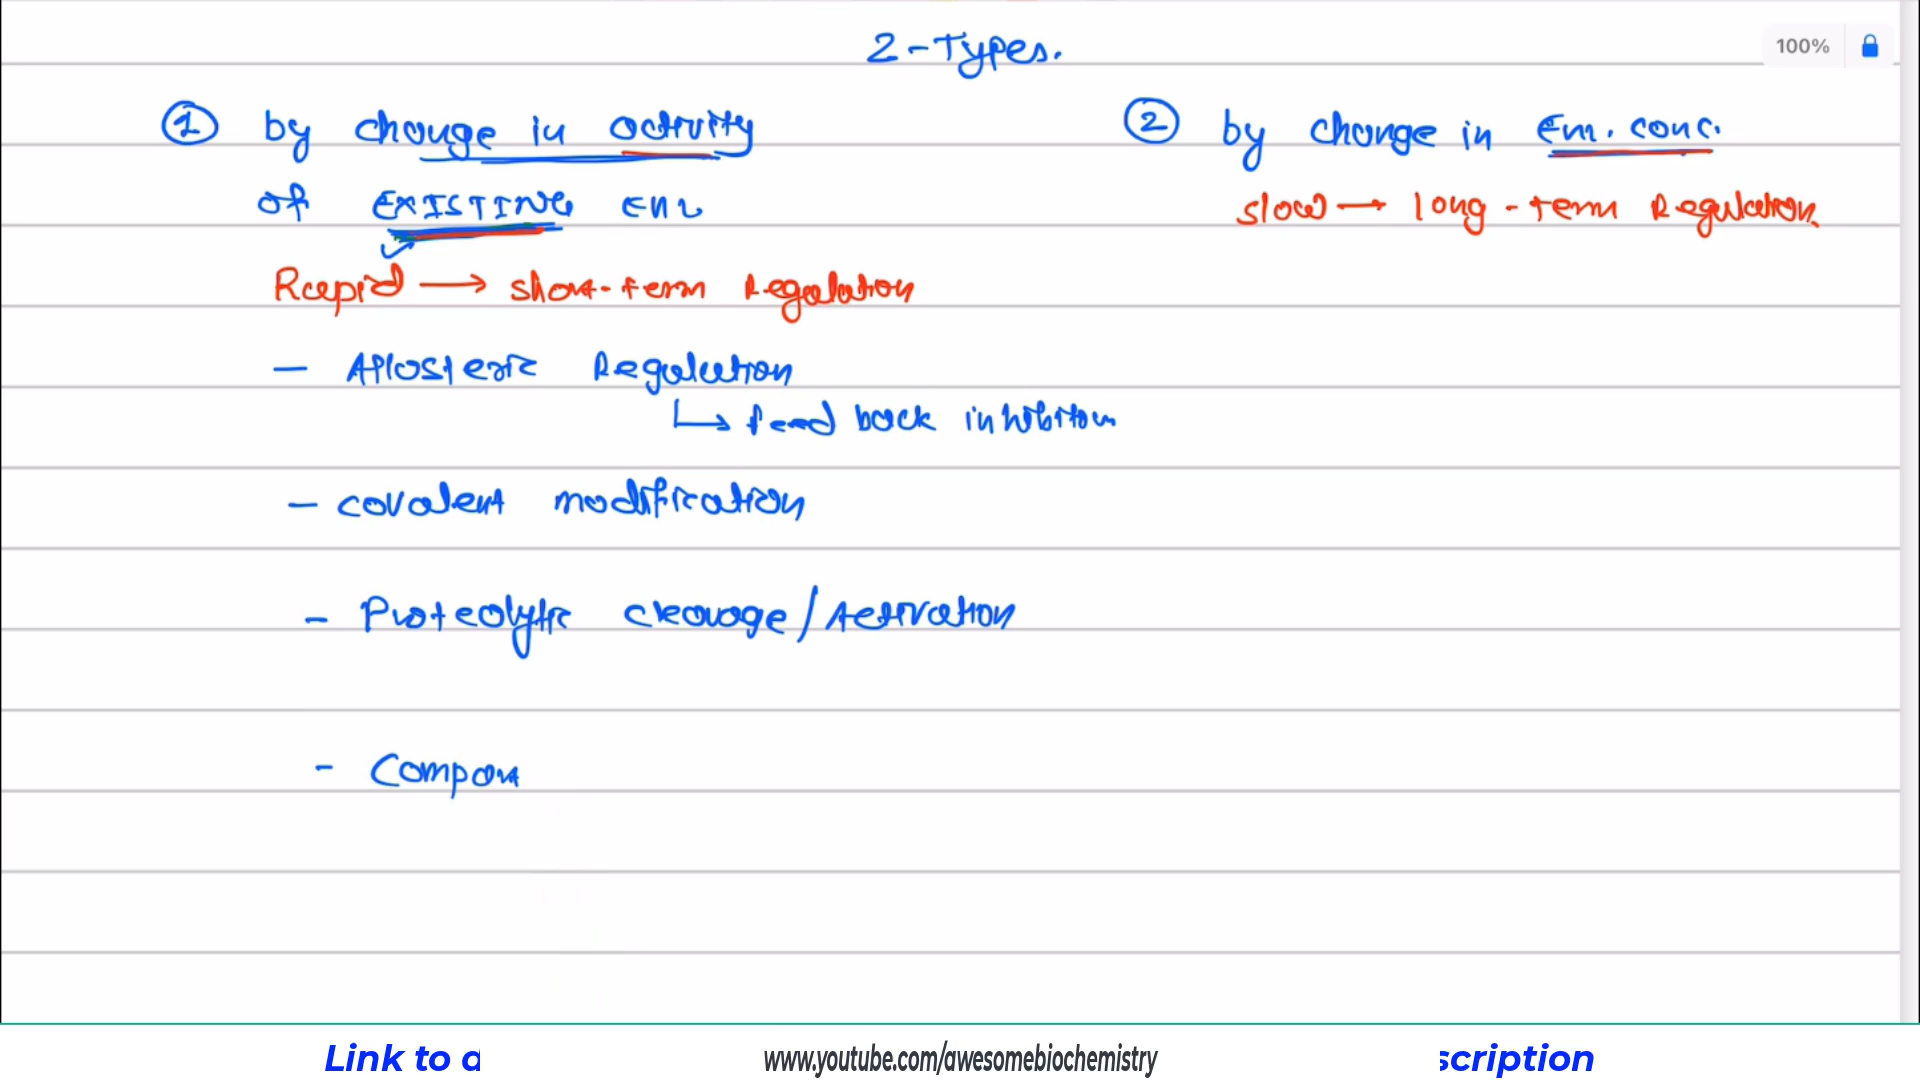 2-Types.
100%
① by change in activity
of EXISTING Enz
Rapid → short-term Regulation
- Allosteric Regulation
↳ feed back inhibition
- covalent modification
- Proteolytic cleavage/Activation
- Compart
② by change in Enz. conc.
slow → long-term Regulation.
Link to a
www.youtube.com/awesomebiochemistry
scription